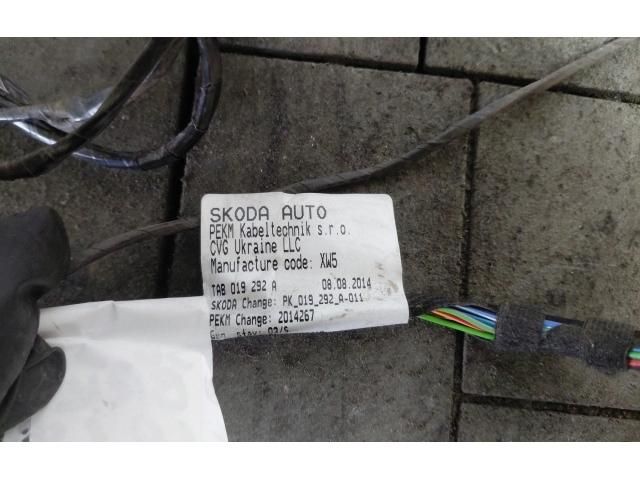 SKODA AUTO
PEKM Kabeltechnik s.r.o.
CVG Ukraine LLC
Manufacture code: XW5
TAB 019 292 A 08.08.2014
SKODA Change: PK_019_292_A-011
PEKM Change: 2014267